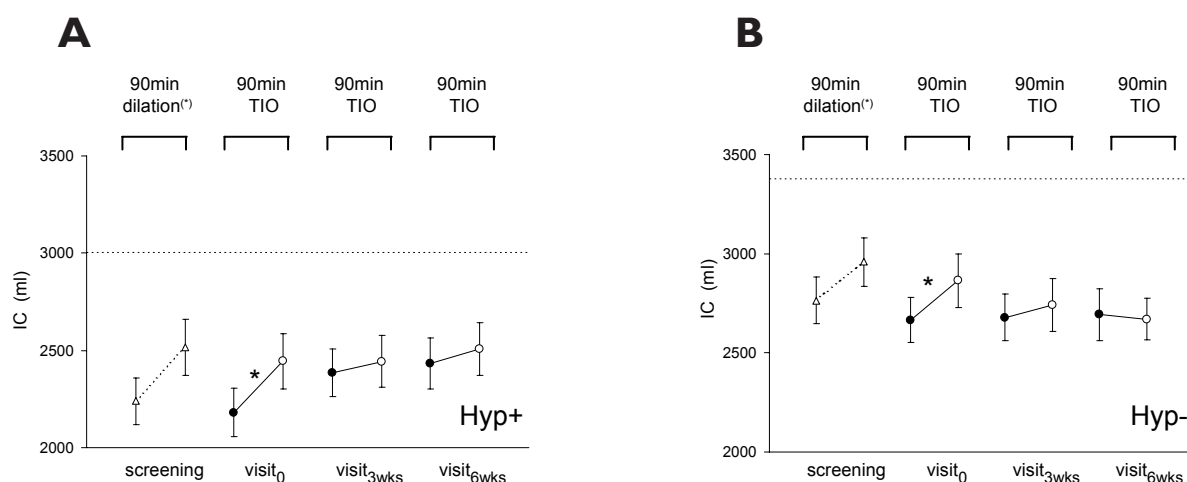 A
90min dilation(*)
90min TIO
90min TIO
90min TIO
3500
3000
2500
2000
IC (ml)
*
Hyp+
screening
visit0
visit3wks
visit6wks
B
90min dilation(*)
90min TIO
90min TIO
90min TIO
3500
3000
2500
2000
IC (ml)
*
Hyp-
screening
visit0
visit3wks
visit6wks